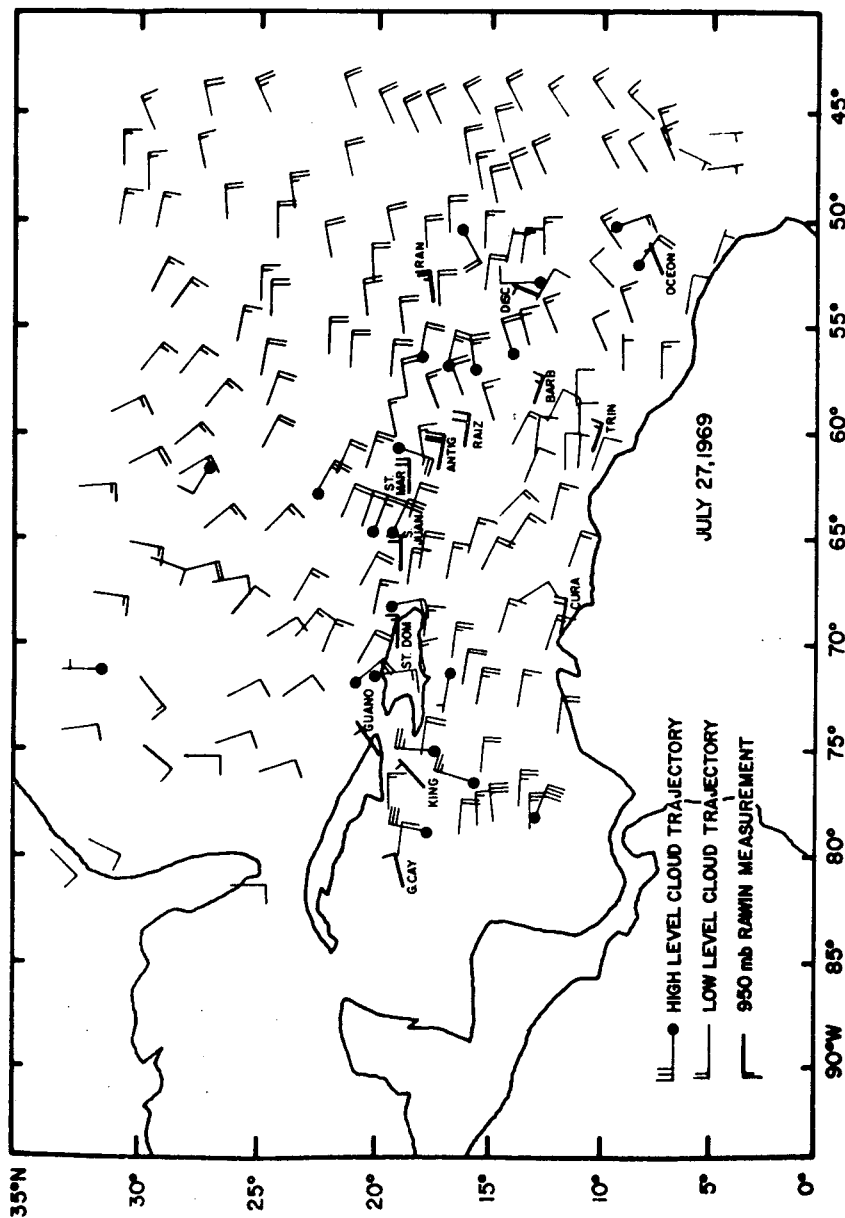 35°N
30°
25°
20°
15°
10°
5°
0°
90°W
85°
80°
75°
70°
65°
60°
55°
50°
45°
G.CAY
KING
GUANO
ST. DOM
S. JUAN
ST. MAR
ANTIG
RAIZ
RAN
DISC
BARB
TRIN
OCEON
CURA
JULY 27, 1969
HIGH LEVEL CLOUD TRAJECTORY
LOW LEVEL CLOUD TRAJECTORY
950 mb RAWIN MEASUREMENT